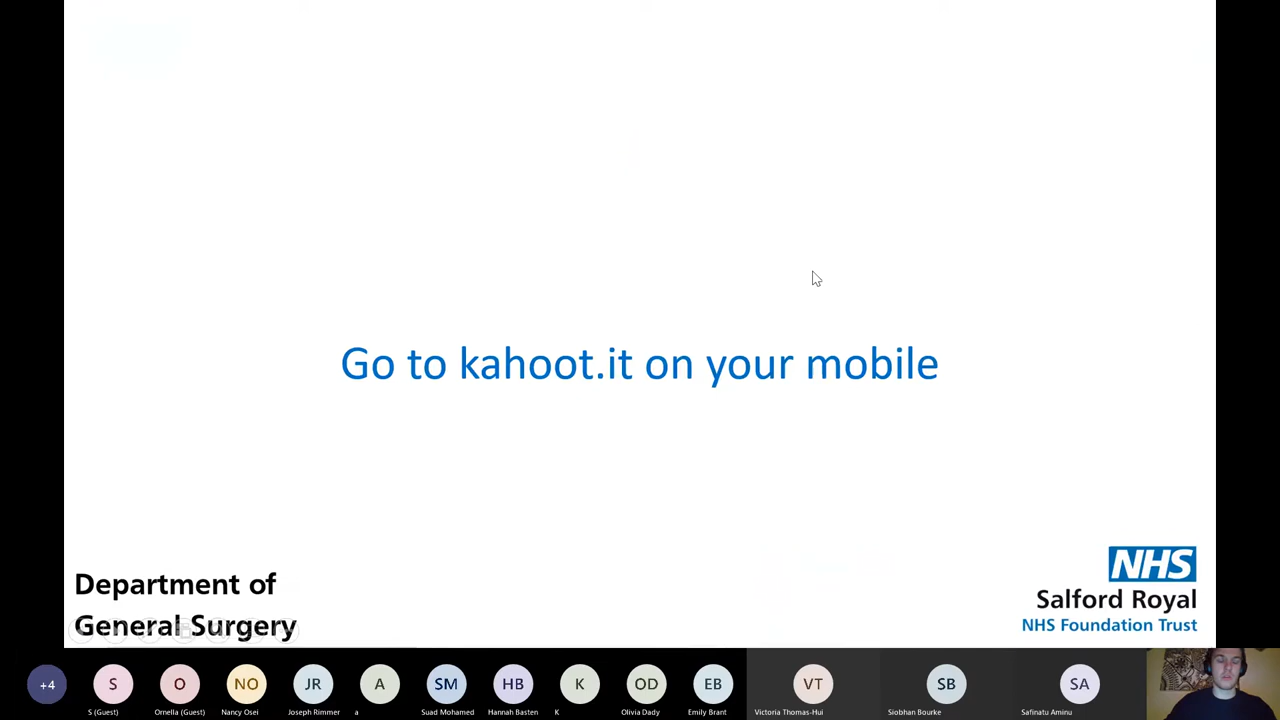 Go to kahoot.it on your mobile
Department of
General Surgery
NHS
Salford Royal
NHS Foundation Trust
+4
S
O
NO
JR
A
SM
HB
K
OD
EB
VT
SB
SA
S (Guest)
Ornella (Guest)
Nancy Osei
Joseph Rimmer
a
Suad Mohamed
Hannah Basten
K
Olivia Dady
Emily Brant
Victoria Thomas-Hui
Siobhan Bourke
Safinatu Aminu